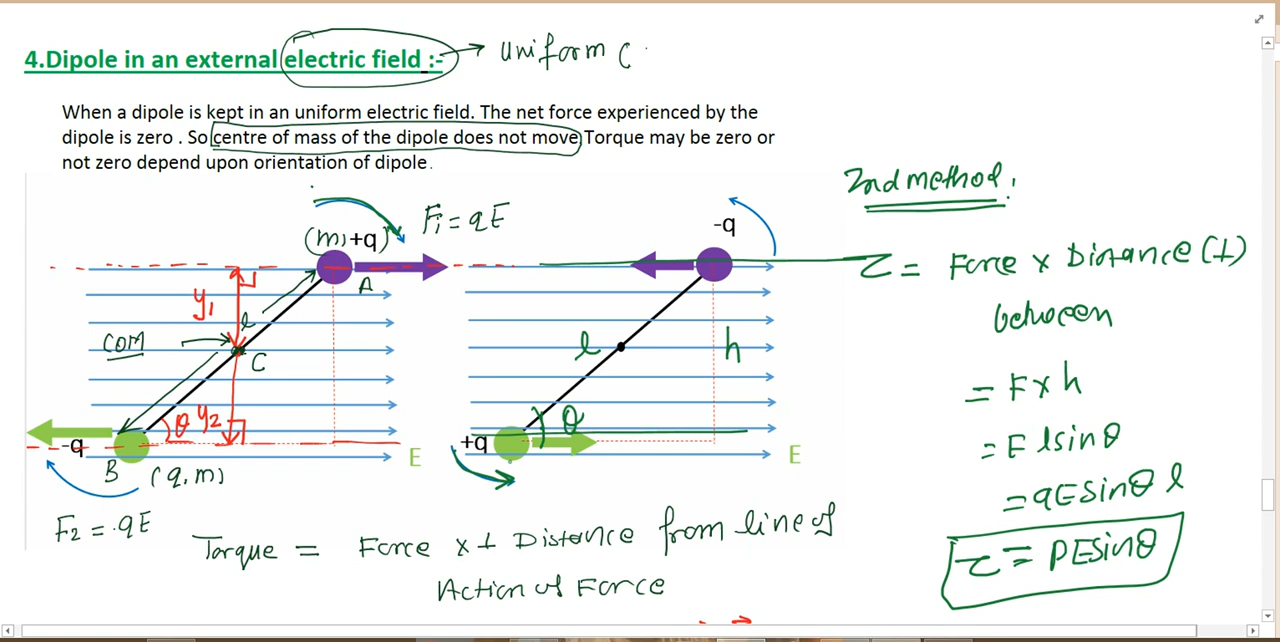 4.Dipole in an external electric field :- → uniform C
When a dipole is kept in an uniform electric field. The net force experienced by the
dipole is zero . So centre of mass of the dipole does not move Torque may be zero or
not zero depend upon orientation of dipole.
2nd method.
(m,+q)
F₁ = qE
A
y₁
l
COM
C
θ
y₂
-q
B
(q, m)
E
F₂ = qE
-q
l
h
θ
+q
E
τ = Force × Distance (⊥)
between
= F × h
= F l sinθ
= qE sinθ l
τ = PE sinθ
Torque = Force × ⊥ Distance from line of
Action of Force